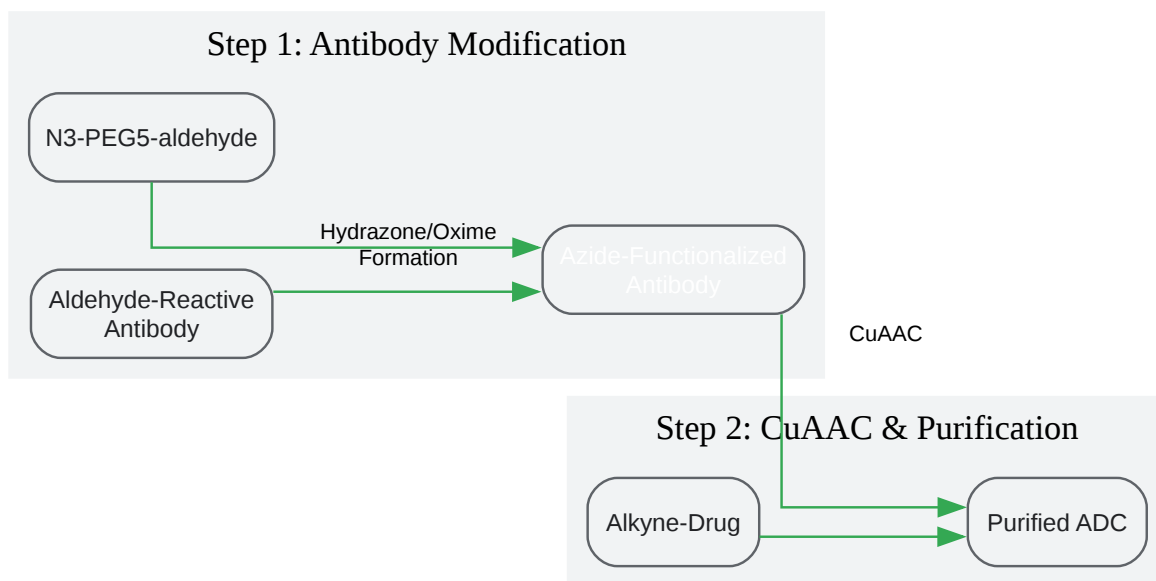 Step 1: Antibody Modification
N3-PEG5-aldehyde
Hydrazone/Oxime
Formation
Azide-Functionalized
Antibody
Aldehyde-Reactive
Antibody
CuAAC
Step 2: CuAAC & Purification
Alkyne-Drug
Purified ADC